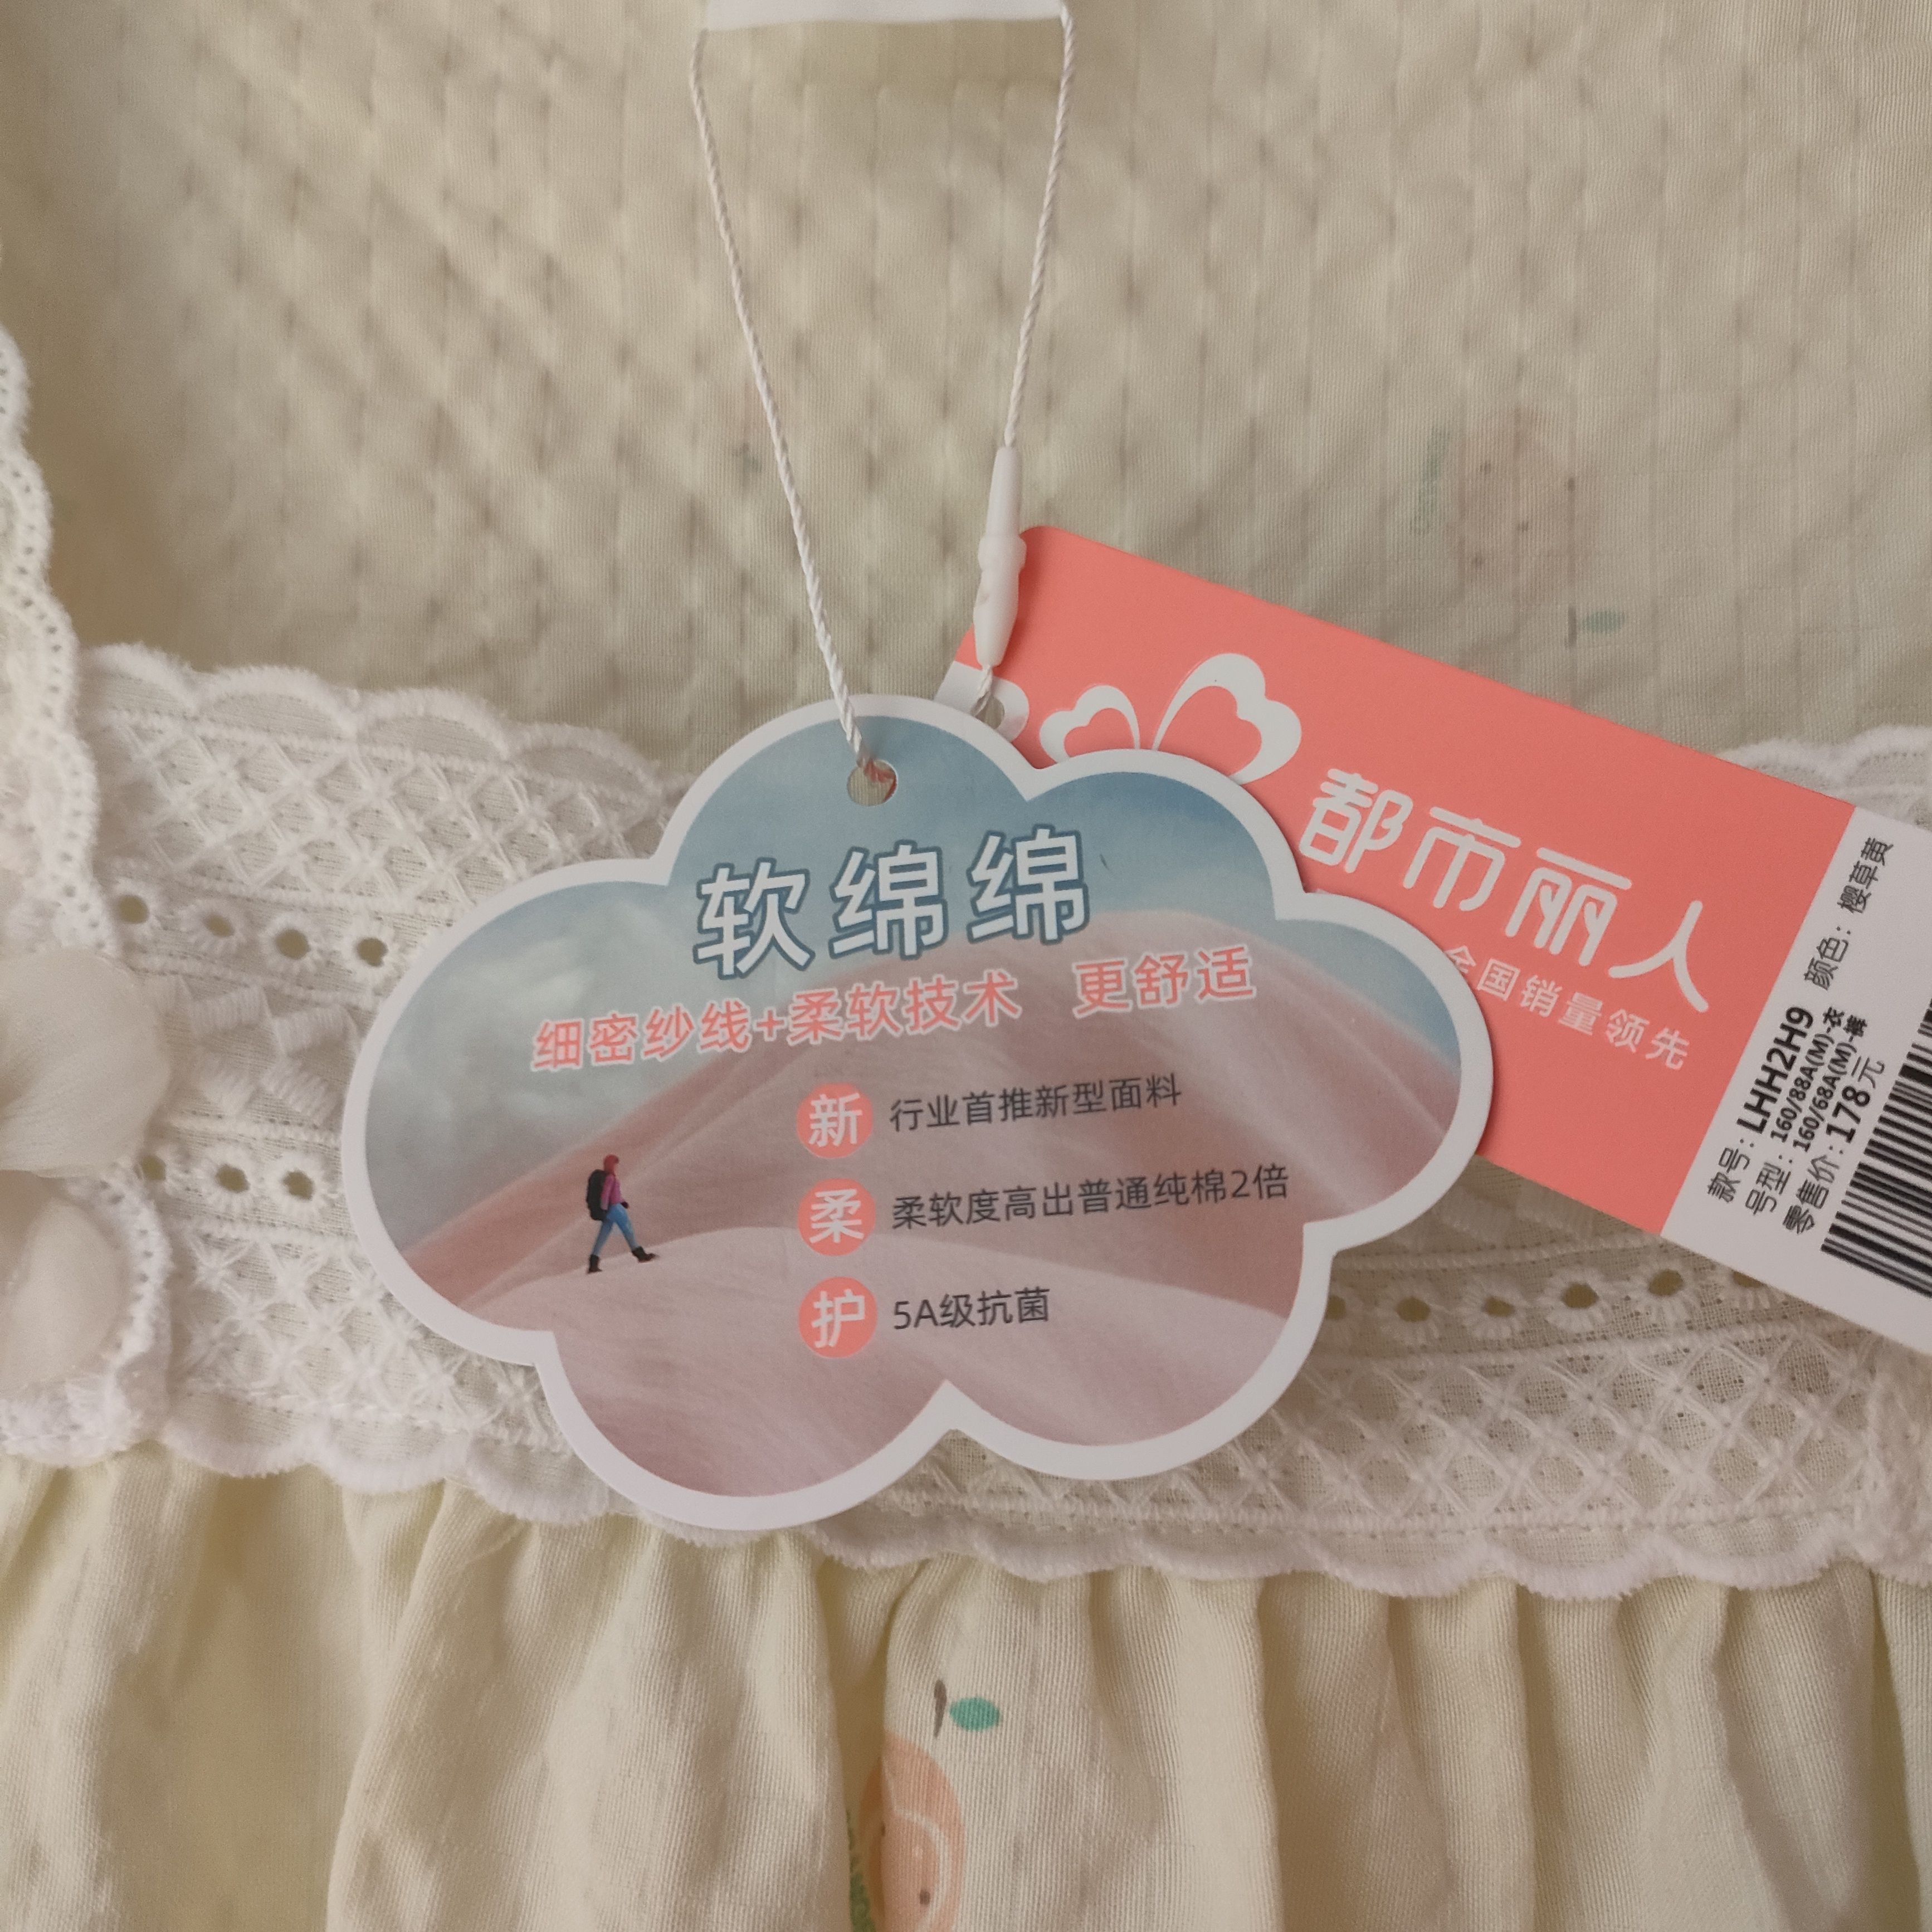 软绵绵
细密纱线+柔软技术 更舒适
新 行业首推新型面料
柔 柔软度高出普通纯棉2倍
护 5A级抗菌
都市丽人
全国销量领先
款号: LHH2H9 颜色: 樱草黄
号型: 160/88A(M)-衣
160/68A(M)-裤
零售价: 178元